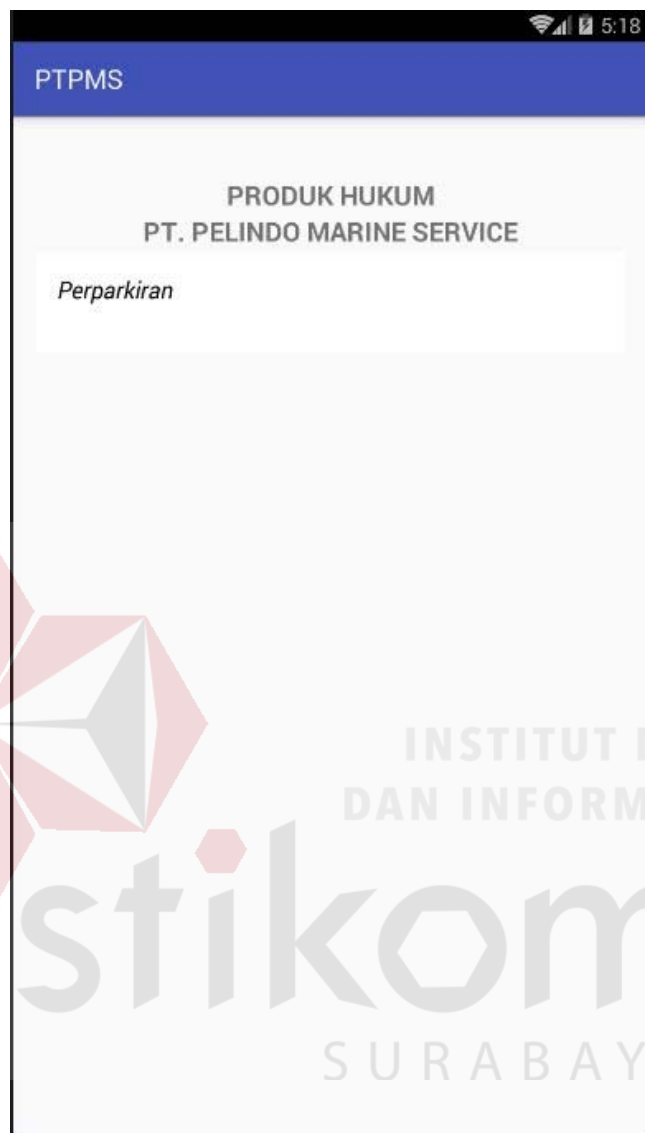 5:18
PTPMS
PRODUK HUKUM
PT. PELINDO MARINE SERVICE
Perparkiran
INSTITUT
DAN INFORM
stikom
SURABAY